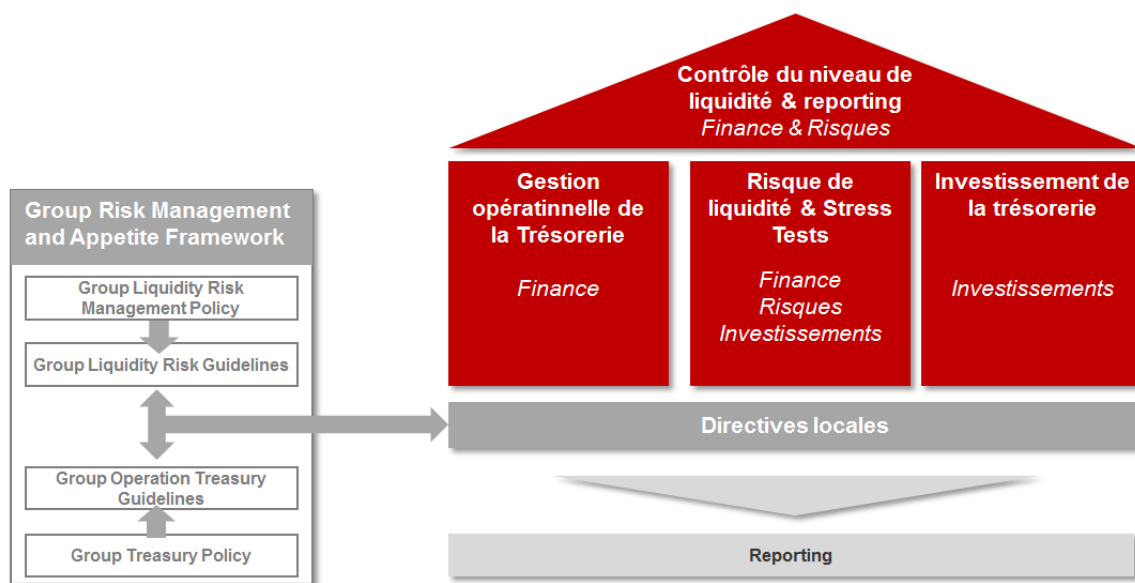 Group Risk Management
and Appetite Framework
Group Liquidity Risk
Management Policy
Group Liquidity Risk Guidelines
Group Operation Treasury
Guidelines
Group Treasury Policy
Contrôle du niveau de
liquidité & reporting
Finance & Risques
Gestion
opératinnelle de
la Trésorerie
Finance
Risque de
liquidité & Stress
Tests
Finance
Risques
Investissements
Investissement de
la trésorerie
Investissements
Directives locales
Reporting